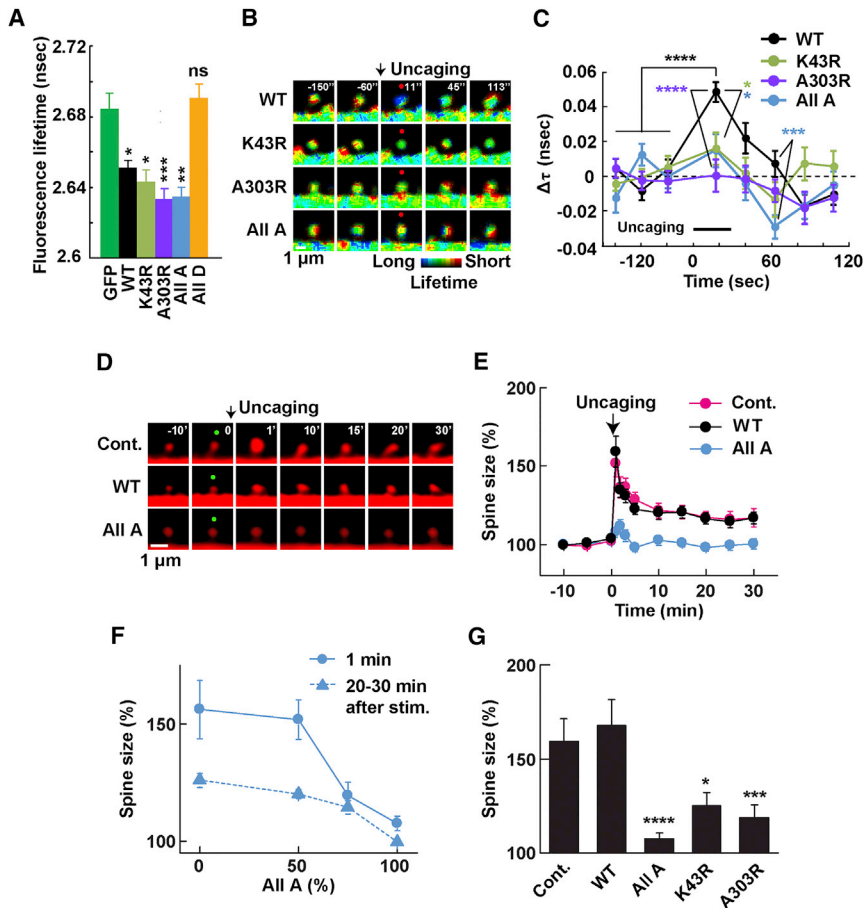 A
Fluorescence lifetime (nsec)
2.72
2.68
2.64
2.6
*
*
***
**
ns
GFP
WT
K43R
A303R
All A
All D
B
Uncaging
-150’’
-60’’
11’’
45’’
113’’
WT
K43R
A303R
All A
1 µm
Long
Short
Lifetime
C
WT
K43R
A303R
All A
****
****
*
*
***
Δτ (nsec)
0.06
0.04
0.02
0
-0.02
-0.04
Uncaging
-120
-60
0
60
120
Time (sec)
D
Uncaging
-10’
0
1’
10’
15’
20’
30’
Cont.
WT
All A
1 µm
E
Uncaging
Cont.
WT
All A
Spine size (%)
200
150
100
-10
0
10
20
30
Time (min)
F
1 min
20-30 min
after stim.
Spine size (%)
150
100
0
50
100
All A (%)
G
Spine size (%)
200
150
100
****
*
***
Cont.
WT
All A
K43R
A303R